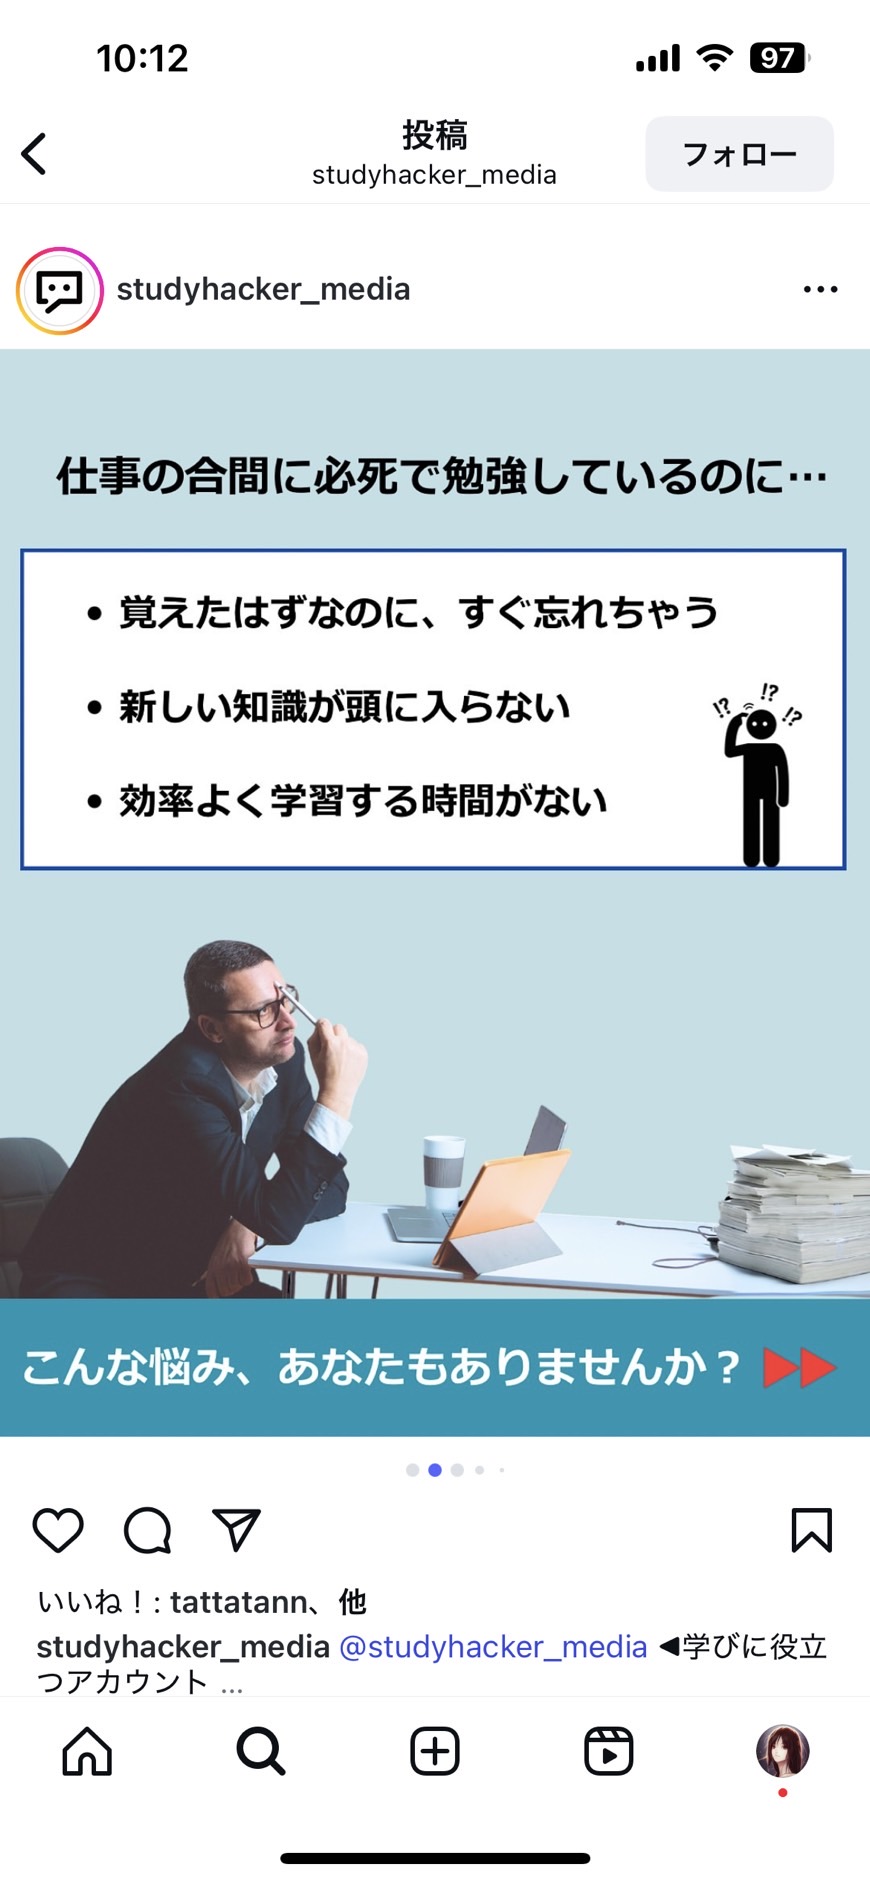 10:12
97
投稿
studyhacker_media
フォロー
studyhacker_media
仕事の合間に必死で勉強しているのに…
• 覚えたはずなのに、すぐ忘れちゃう
• 新しい知識が頭に入らない
!? !? !?
• 効率よく学習する時間がない
こんな悩み、あなたもありませんか？
いいね！: tattatann、他
studyhacker_media @studyhacker_media ◀学びに役立
つアカウント ...